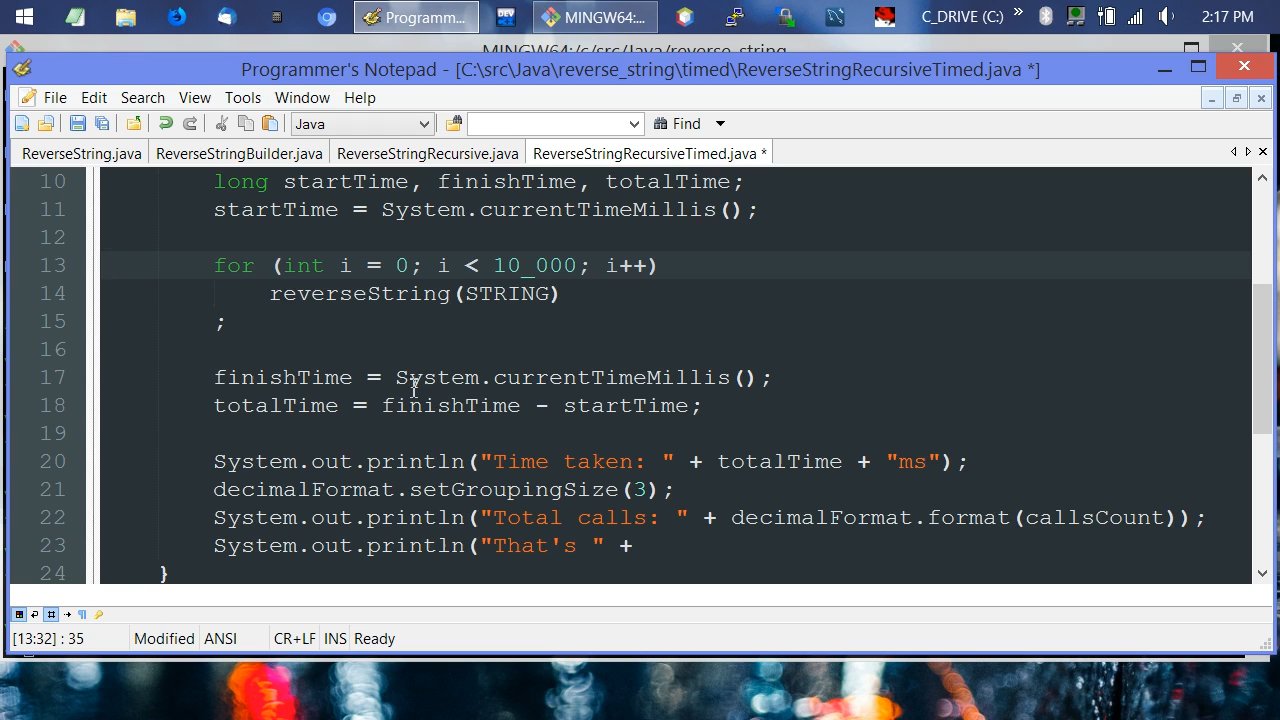 Programm... MINGW64:... C_DRIVE (C:) » 2:17 PM
MINGW64:/c/src/Java/reverse_string
Programmer's Notepad - [C:\src\Java\reverse_string\timed\ReverseStringRecursiveTimed.java *]
File Edit Search View Tools Window Help
Java Find
ReverseString.java ReverseStringBuilder.java ReverseStringRecursive.java ReverseStringRecursiveTimed.java *
10 long startTime, finishTime, totalTime;
11 startTime = System.currentTimeMillis();
12
13 for (int i = 0; i < 10_000; i++)
14 reverseString(STRING)
15 ;
16
17 finishTime = System.currentTimeMillis();
18 totalTime = finishTime - startTime;
19
20 System.out.println("Time taken: " + totalTime + "ms");
21 decimalFormat.setGroupingSize(3);
22 System.out.println("Total calls: " + decimalFormat.format(callsCount));
23 System.out.println("That's " +
24 }
[13:32] : 35 Modified ANSI CR+LF INS Ready